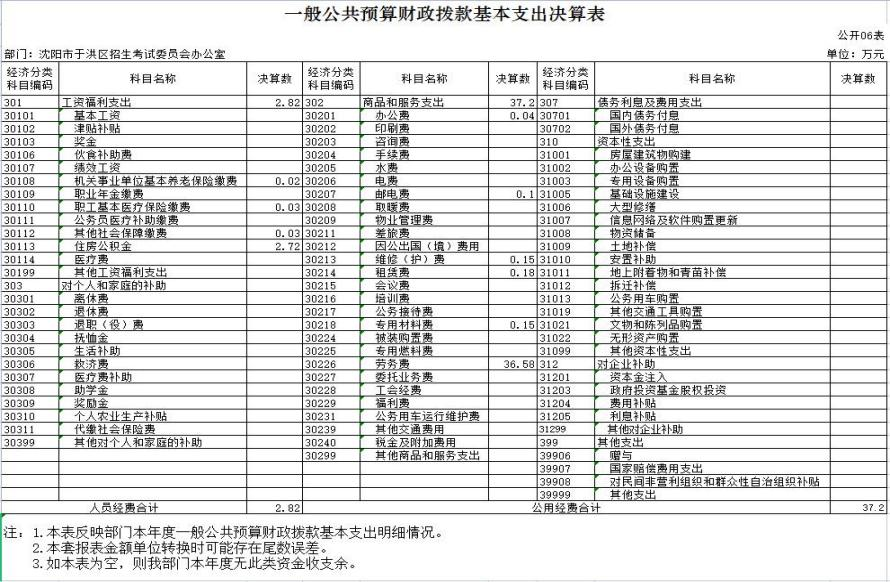 一般公共预算财政拨款基本支出决算表
公开06表
部门：沈阳市于洪区招生考试委员会办公室 单位：万元
经济分类科目编码 科目名称 决算数 经济分类科目编码 科目名称 决算数 经济分类科目编码 科目名称 决算数
301 工资福利支出 2.82 302 商品和服务支出 37.2 307 债务利息及费用支出
30101 基本工资 30201 办公费 0.04 30701 国内债务付息
30102 津贴补贴 30202 印刷费 30702 国外债务付息
30103 奖金 30203 咨询费 310 资本性支出
30106 伙食补助费 30204 手续费 31001 房屋建筑物购建
30107 绩效工资 30205 水费 31002 办公设备购置
30108 机关事业单位基本养老保险缴费 0.02 30206 电费 31003 专用设备购置
30109 职业年金缴费 30207 邮电费 0.1 31005 基础设施建设
30110 职工基本医疗保险缴费 0.03 30208 取暖费 31006 大型修缮
30111 公务员医疗补助缴费 30209 物业管理费 31007 信息网络及软件购置更新
30112 其他社会保障缴费 0.03 30211 差旅费 31008 物资储备
30113 住房公积金 2.72 30212 因公出国（境）费用 31009 土地补偿
30114 医疗费 30213 维修（护）费 0.15 31010 安置补助
30199 其他工资福利支出 30214 租赁费 0.18 31011 地上附着物和青苗补偿
303 对个人和家庭的补助 30215 会议费 31012 拆迁补偿
30301 离休费 30216 培训费 31013 公务用车购置
30302 退休费 30217 公务接待费 31019 其他交通工具购置
30303 退职（役）费 30218 专用材料费 0.15 31021 文物和陈列品购置
30304 抚恤金 30224 被装购置费 31022 无形资产购置
30305 生活补助 30225 专用燃料费 31099 其他资本性支出
30306 救济费 30226 劳务费 36.58 312 对企业补助
30307 医疗费补助 30227 委托业务费 31201 资本金注入
30308 助学金 30228 工会经费 31203 政府投资基金股权投资
30309 奖励金 30229 福利费 31204 费用补贴
30310 个人农业生产补贴 30231 公务用车运行维护费 31205 利息补贴
30311 代缴社会保险费 30239 其他交通费用 31299 其他对企业补助
30399 其他对个人和家庭的补助 30240 税金及附加费用 399 其他支出
30299 其他商品和服务支出 39906 赠与
39907 国家赔偿费用支出
39908 对民间非营利组织和群众性自治组织补贴
39999 其他支出
人员经费合计 2.82 公用经费合计 37.2
注：1.本表反映部门本年度一般公共预算财政拨款基本支出明细情况。
2.本套报表金额单位转换时可能存在尾数误差。
3.如本表为空，则我部门本年度无此类资金收支余。